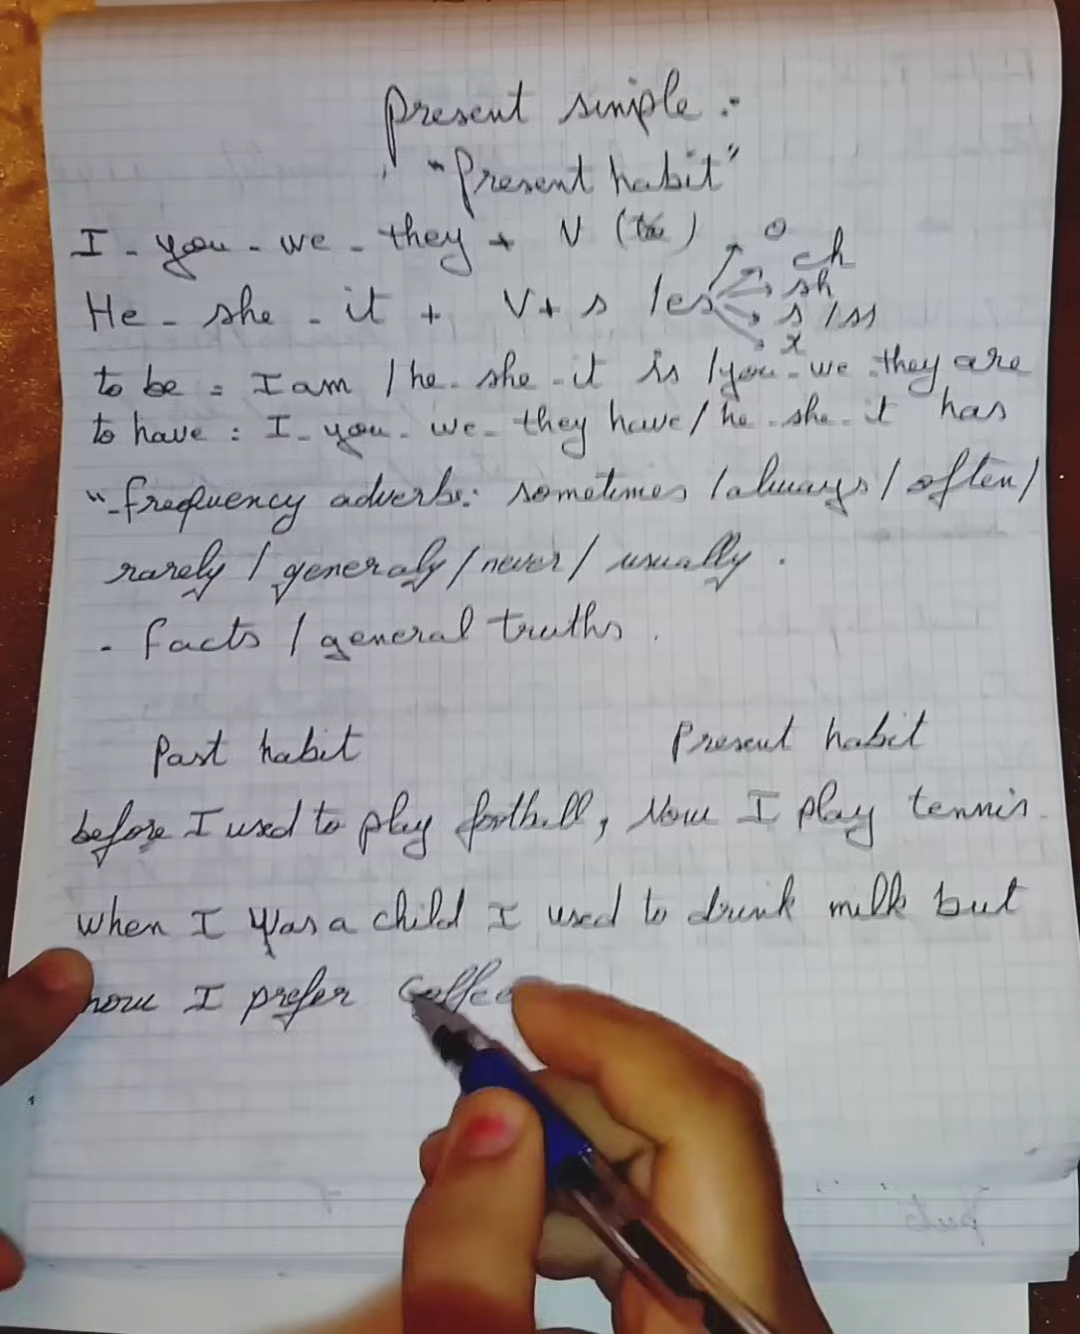 Present simple :
"Present habit"
I - you - we - they + V (to)
He - she - it + V + s / es o ch sh s / ss x
to be = I am / he - she - it is / you - we - they are
to have : I - you - we - they have / he - she - it has
"- frequency adverbs: sometimes / always / often /
rarely / generaly / never / usually .
- facts / general truths .
Past habit Present habit
before I used to play football, Now I play tennis.
when I was a child I used to drink milk but
now I prefer coffee